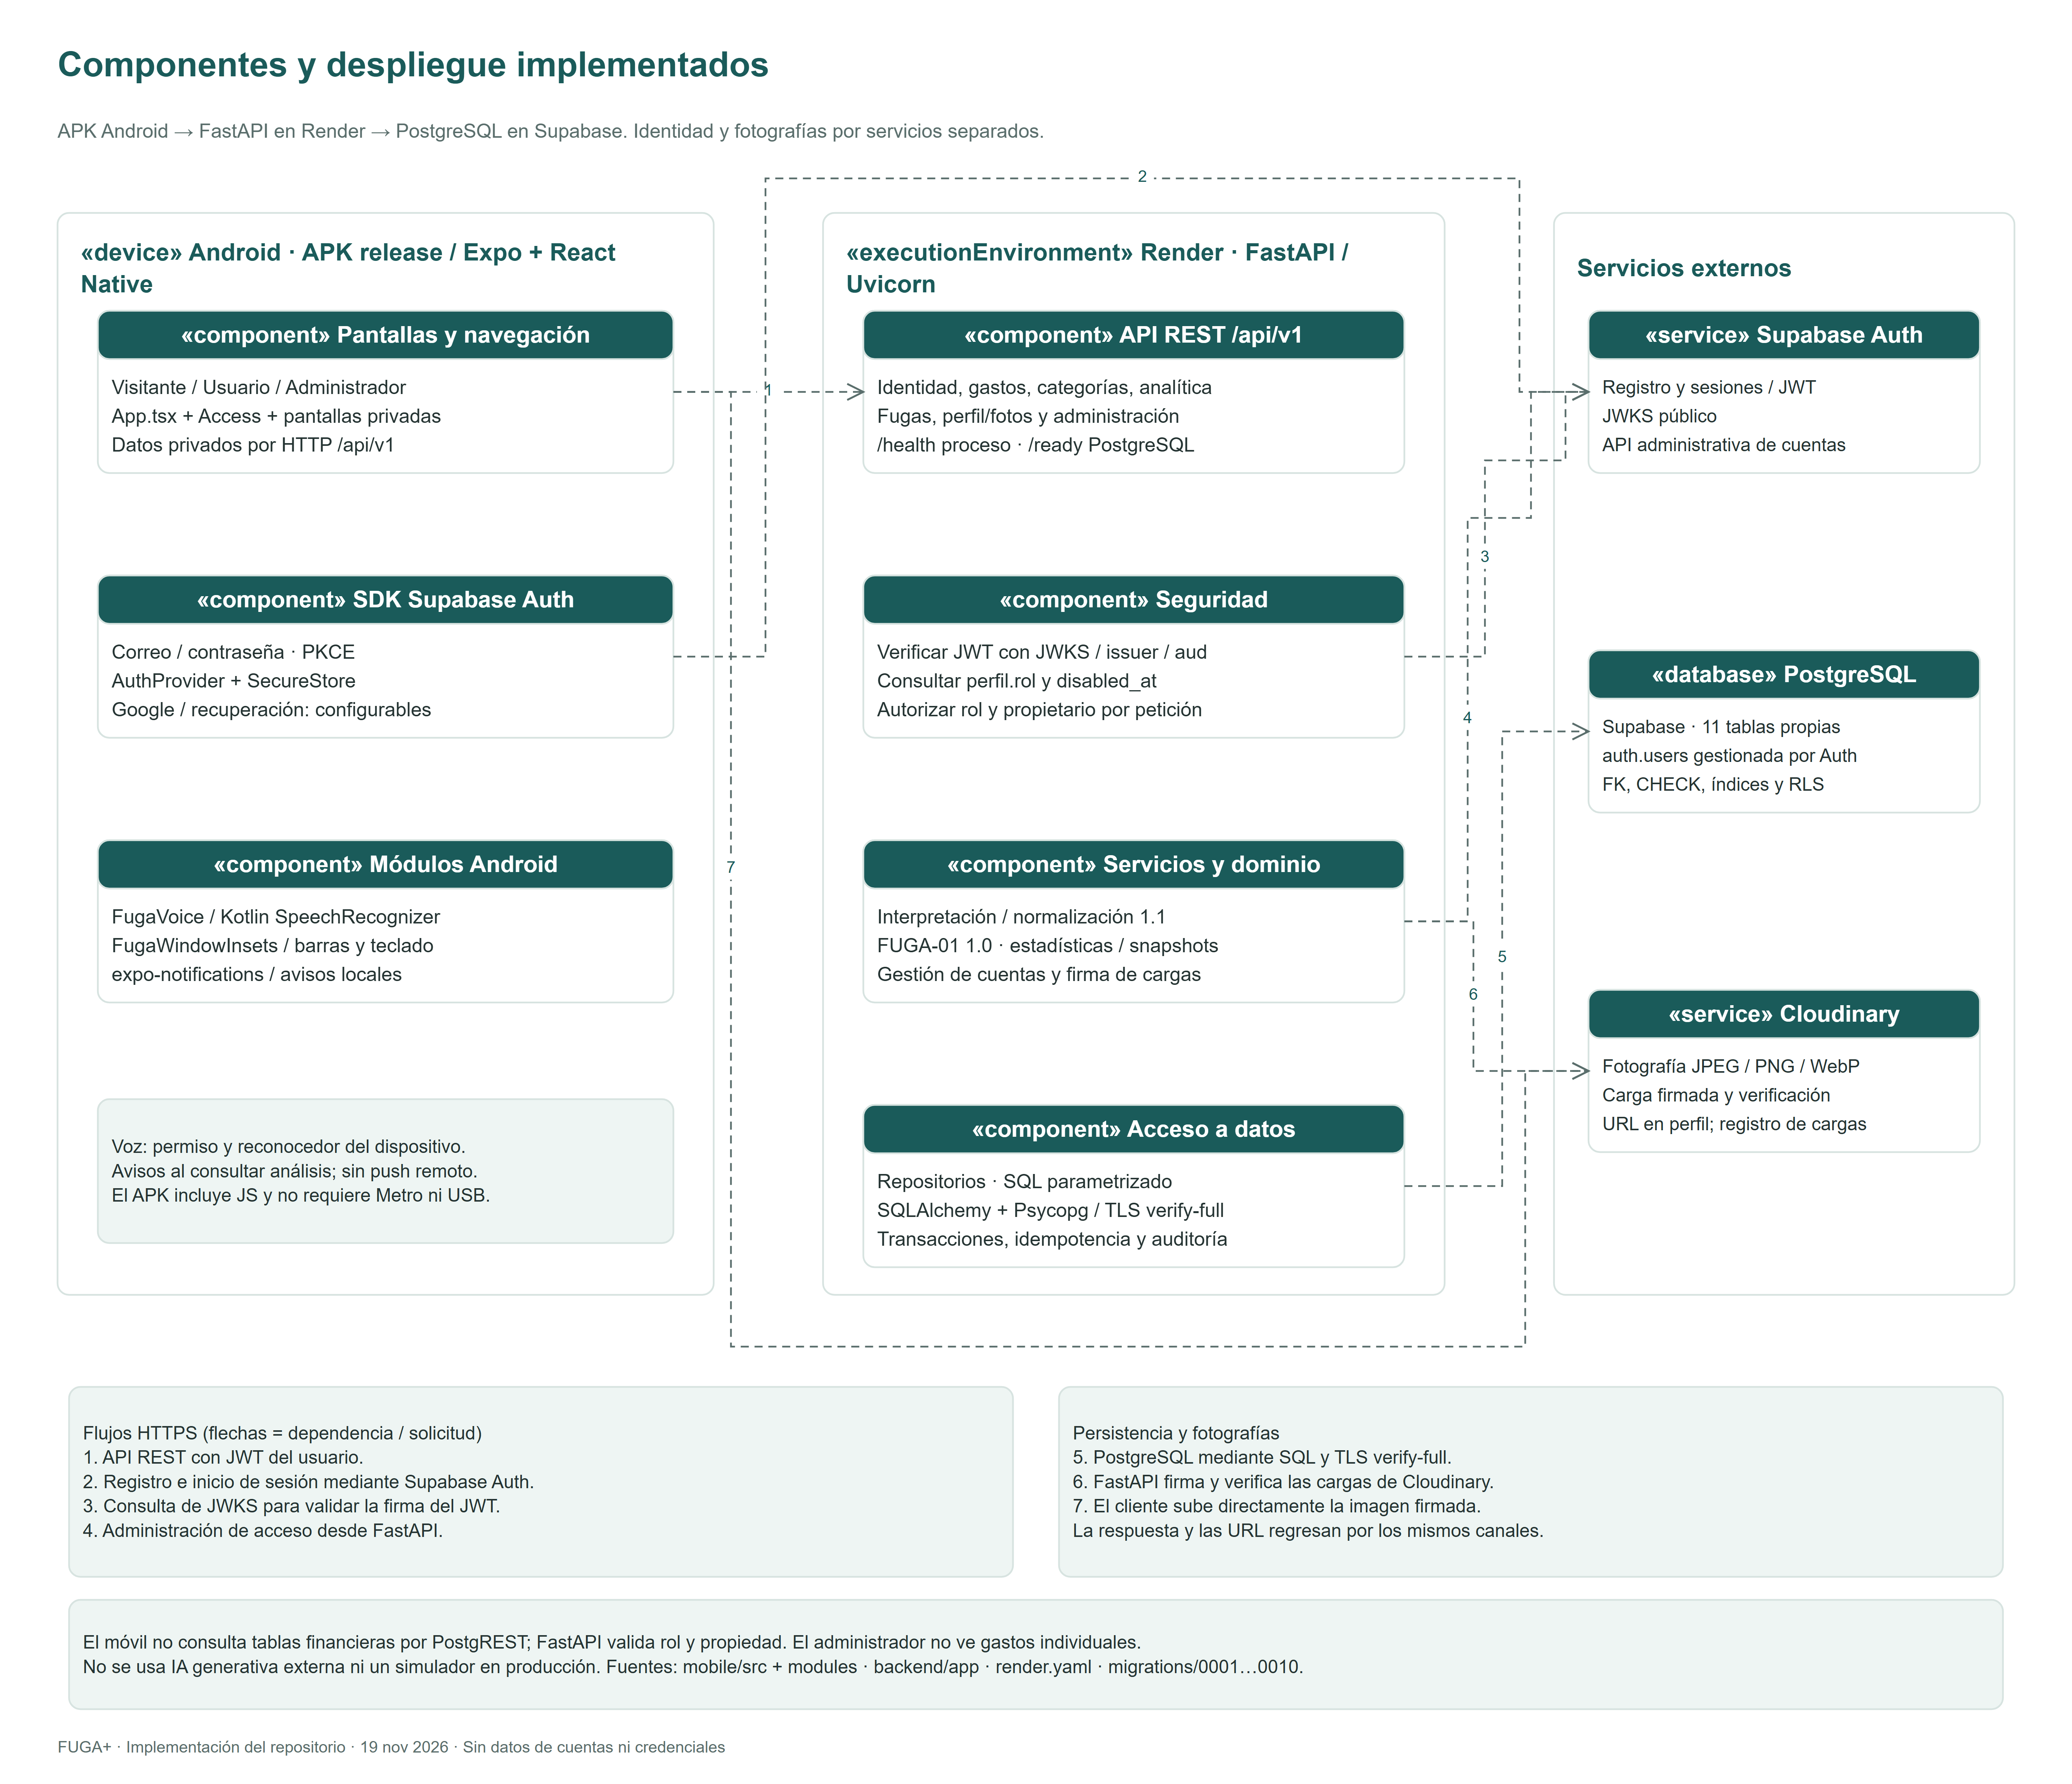 Componentes y despliegue implementados
APK Android → FastAPI en Render → PostgreSQL en Supabase. Identidad y fotografías por servicios separados.
2
«device» Android · APK release / Expo + React
Native
«component» Pantallas y navegación
Visitante / Usuario / Administrador
App.tsx + Access + pantallas privadas
Datos privados por HTTP /api/v1
«component» SDK Supabase Auth
Correo / contraseña · PKCE
AuthProvider + SecureStore
Google / recuperación: configurables
«component» Módulos Android
FugaVoice / Kotlin SpeechRecognizer
FugaWindowInsets / barras y teclado
expo-notifications / avisos locales
Voz: permiso y reconocedor del dispositivo.
Avisos al consultar análisis; sin push remoto.
El APK incluye JS y no requiere Metro ni USB.
1
7
«executionEnvironment» Render · FastAPI /
Uvicorn
«component» API REST /api/v1
Identidad, gastos, categorías, analítica
Fugas, perfil/fotos y administración
/health proceso · /ready PostgreSQL
«component» Seguridad
Verificar JWT con JWKS / issuer / aud
Consultar perfil.rol y disabled_at
Autorizar rol y propietario por petición
«component» Servicios y dominio
Interpretación / normalización 1.1
FUGA-01 1.0 · estadísticas / snapshots
Gestión de cuentas y firma de cargas
«component» Acceso a datos
Repositorios · SQL parametrizado
SQLAlchemy + Psycopg / TLS verify-full
Transacciones, idempotencia y auditoría
3
4
5
6
Servicios externos
«service» Supabase Auth
Registro y sesiones / JWT
JWKS público
API administrativa de cuentas
«database» PostgreSQL
Supabase · 11 tablas propias
auth.users gestionada por Auth
FK, CHECK, índices y RLS
«service» Cloudinary
Fotografía JPEG / PNG / WebP
Carga firmada y verificación
URL en perfil; registro de cargas
Flujos HTTPS (flechas = dependencia / solicitud)
1. API REST con JWT del usuario.
2. Registro e inicio de sesión mediante Supabase Auth.
3. Consulta de JWKS para validar la firma del JWT.
4. Administración de acceso desde FastAPI.
Persistencia y fotografías
5. PostgreSQL mediante SQL y TLS verify-full.
6. FastAPI firma y verifica las cargas de Cloudinary.
7. El cliente sube directamente la imagen firmada.
La respuesta y las URL regresan por los mismos canales.
El móvil no consulta tablas financieras por PostgREST; FastAPI valida rol y propiedad. El administrador no ve gastos individuales.
No se usa IA generativa externa ni un simulador en producción. Fuentes: mobile/src + modules · backend/app · render.yaml · migrations/0001…0010.
FUGA+ · Implementación del repositorio · 19 nov 2026 · Sin datos de cuentas ni credenciales